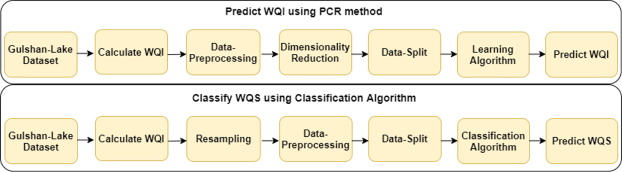 Predict WQI using PCR method
Gulshan-Lake
Dataset
Calculate WQI
Data-
Preprocessing
Dimensionality
Reduction
Data-Split
Learning
Algorithm
Predict WQI
Classify WQS using Classification Algorithm
Gulshan-Lake
Dataset
Calculate WQI
Resampling
Data-
Preprocessing
Data-Split
Classification
Algorithm
Predict WQS